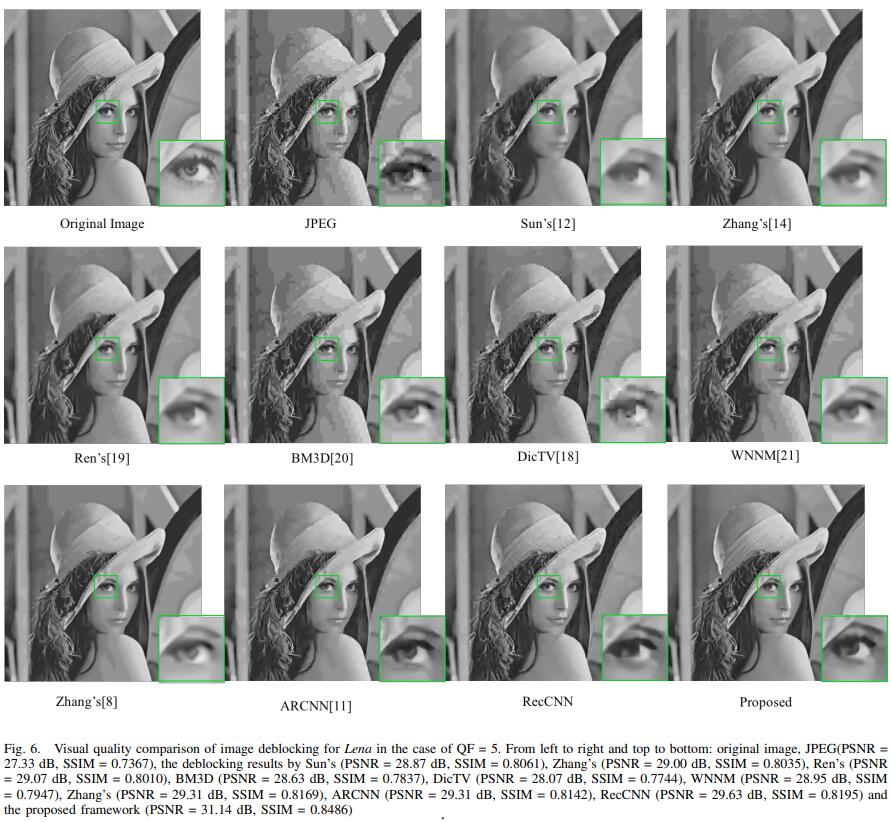 Original Image
JPEG
Sun's[12]
Zhang's[14]
Ren's[19]
BM3D[20]
DicTV[18]
WNNM[21]
Zhang's[8]
ARCNN[11]
RecCNN
Proposed
Fig. 6. Visual quality comparison of image deblocking for Lena in the case of QF = 5. From left to right and top to bottom: original image, JPEG(PSNR =
27.33 dB, SSIM = 0.7367), the deblocking results by Sun's (PSNR = 28.87 dB, SSIM = 0.8061), Zhang's (PSNR = 29.00 dB, SSIM = 0.8035), Ren's (PSNR
= 29.07 dB, SSIM = 0.8010), BM3D (PSNR = 28.63 dB, SSIM = 0.7837), DicTV (PSNR = 28.07 dB, SSIM = 0.7744), WNNM (PSNR = 28.95 dB, SSIM
= 0.7947), Zhang's (PSNR = 29.31 dB, SSIM = 0.8169), ARCNN (PSNR = 29.31 dB, SSIM = 0.8142), RecCNN (PSNR = 29.63 dB, SSIM = 0.8195) and
the proposed framework (PSNR = 31.14 dB, SSIM = 0.8486)